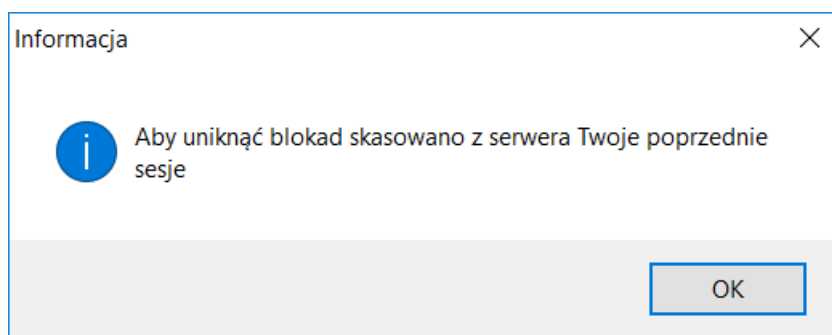 Informacja
Aby uniknąć blokad skasowano z serwera Twoje poprzednie
sesje
OK